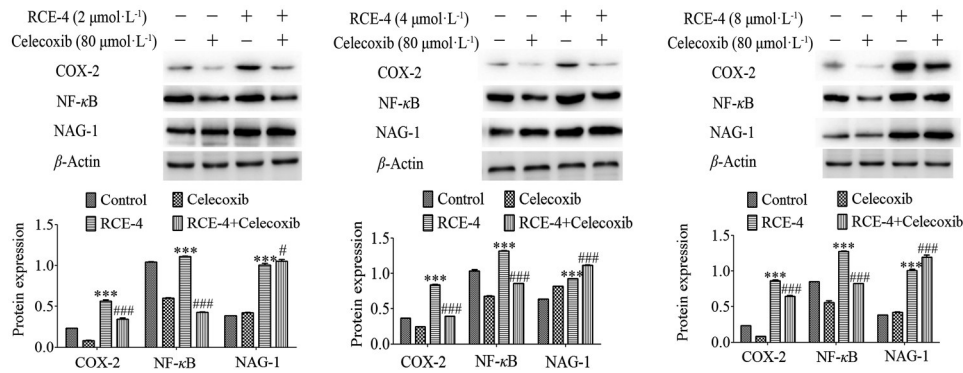 RCE-4 (2 μmol·L⁻¹) − − + +
Celecoxib (80 μmol·L⁻¹) − + − +
COX-2
NF-κB
NAG-1
β-Actin
Control Celecoxib
RCE-4 RCE-4+Celecoxib
Protein expression
1.5
1.0
0.5
0.0
***
###
***
###
***
#
COX-2 NF-κB NAG-1
RCE-4 (4 μmol·L⁻¹) − − + +
Celecoxib (80 μmol·L⁻¹) − + − +
COX-2
NF-κB
NAG-1
β-Actin
Control Celecoxib
RCE-4 RCE-4+Celecoxib
Protein expression
1.5
1.0
0.5
0.0
***
###
***
###
***
###
COX-2 NF-κB NAG-1
RCE-4 (8 μmol·L⁻¹) − − + +
Celecoxib (80 μmol·L⁻¹) − + − +
COX-2
NF-κB
NAG-1
β-Actin
Control Celecoxib
RCE-4 RCE-4+Celecoxib
Protein expression
1.5
1.0
0.5
0.0
***
###
***
###
***
###
COX-2 NF-κB NAG-1